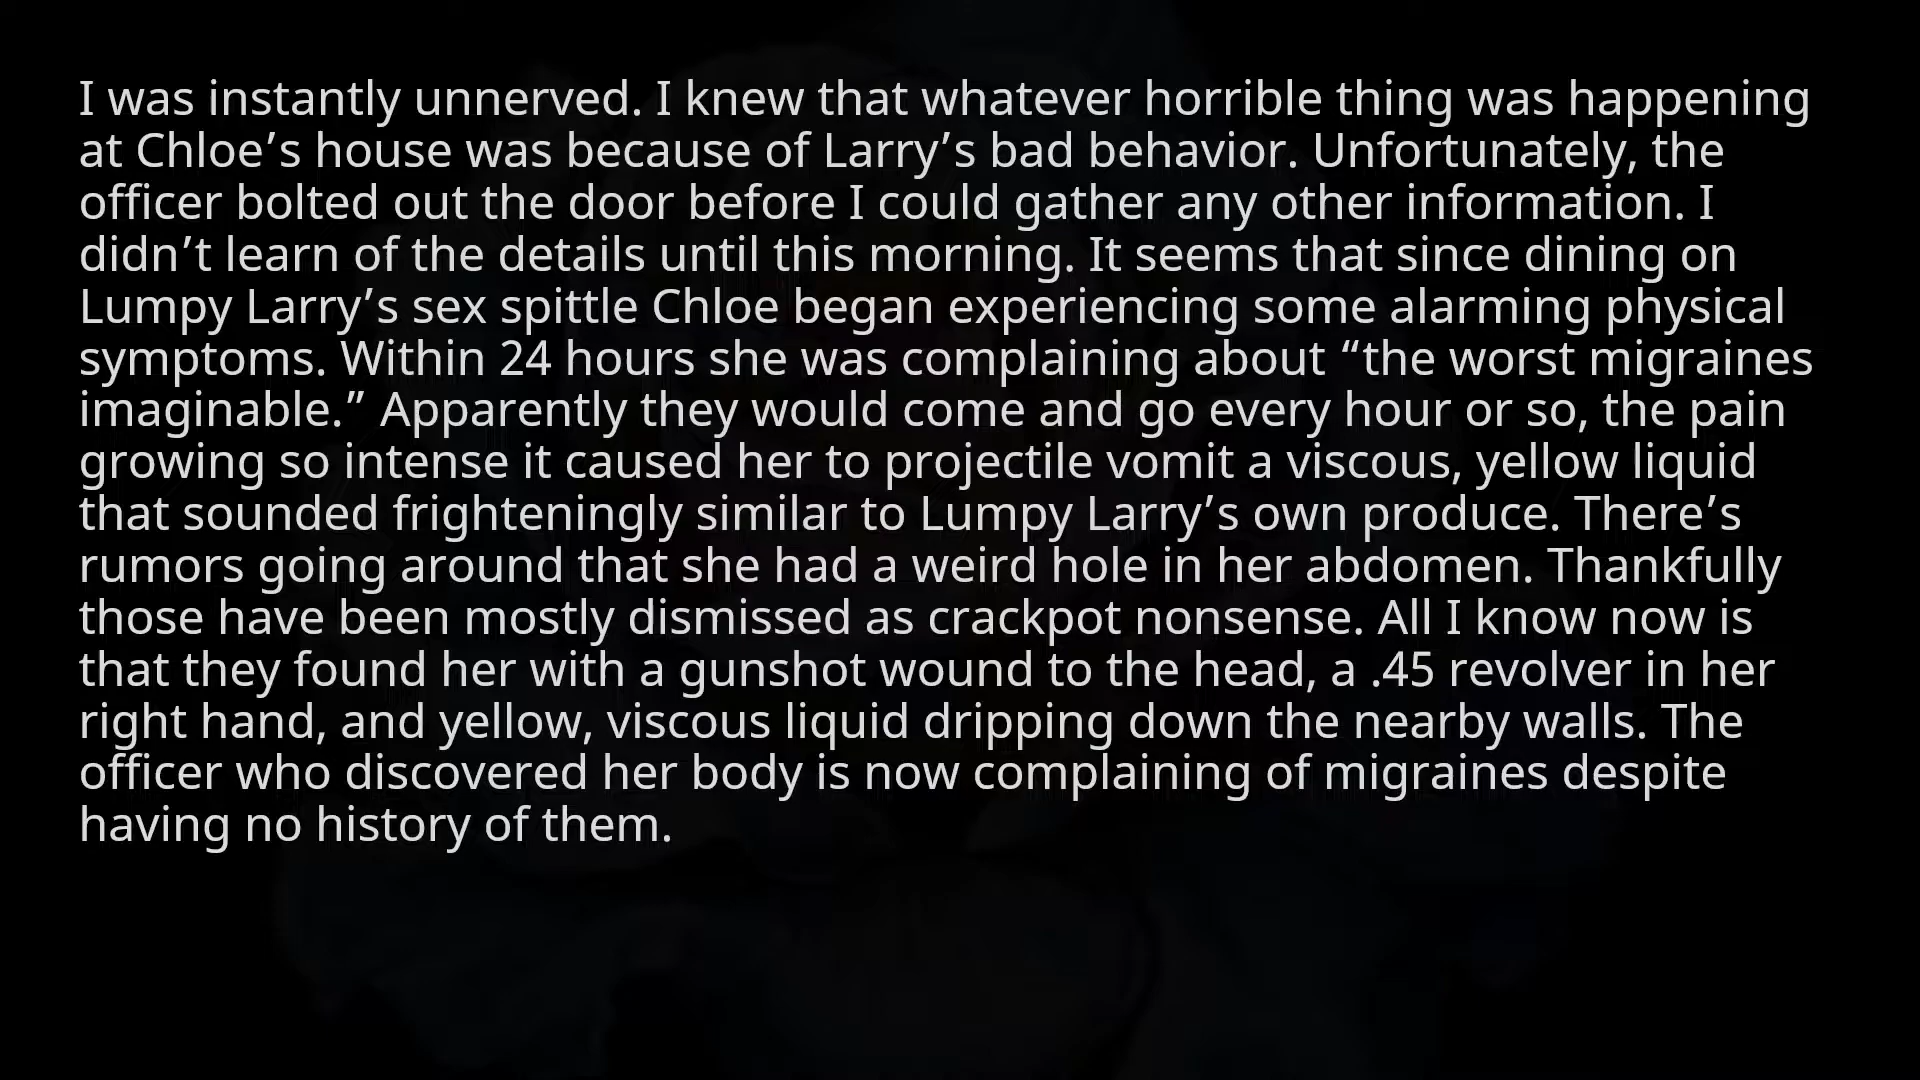 I was instantly unnerved. I knew that whatever horrible thing was happening
at Chloe’s house was because of Larry’s bad behavior. Unfortunately, the
officer bolted out the door before I could gather any other information. I
didn’t learn of the details until this morning. It seems that since dining on
Lumpy Larry’s sex spittle Chloe began experiencing some alarming physical
symptoms. Within 24 hours she was complaining about “the worst migraines
imaginable.” Apparently they would come and go every hour or so, the pain
growing so intense it caused her to projectile vomit a viscous, yellow liquid
that sounded frighteningly similar to Lumpy Larry’s own produce. There’s
rumors going around that she had a weird hole in her abdomen. Thankfully
those have been mostly dismissed as crackpot nonsense. All I know now is
that they found her with a gunshot wound to the head, a .45 revolver in her
right hand, and yellow, viscous liquid dripping down the nearby walls. The
officer who discovered her body is now complaining of migraines despite
having no history of them.